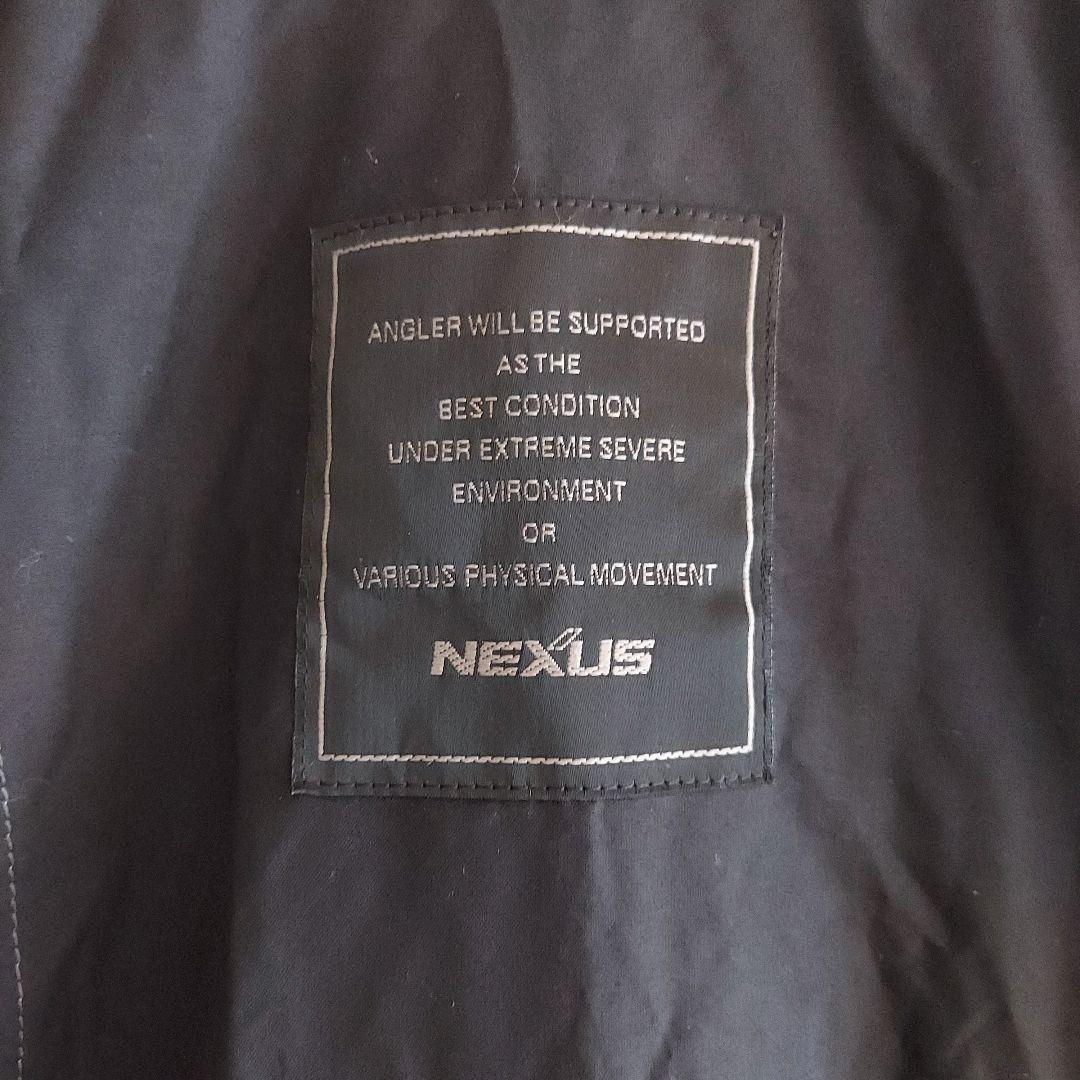 ANGLER WILL BE SUPPORTED
AS THE
BEST CONDITION
UNDER EXTREME SEVERE
ENVIRONMENT
OR
VARIOUS PHYSICAL MOVEMENT
NEXUS